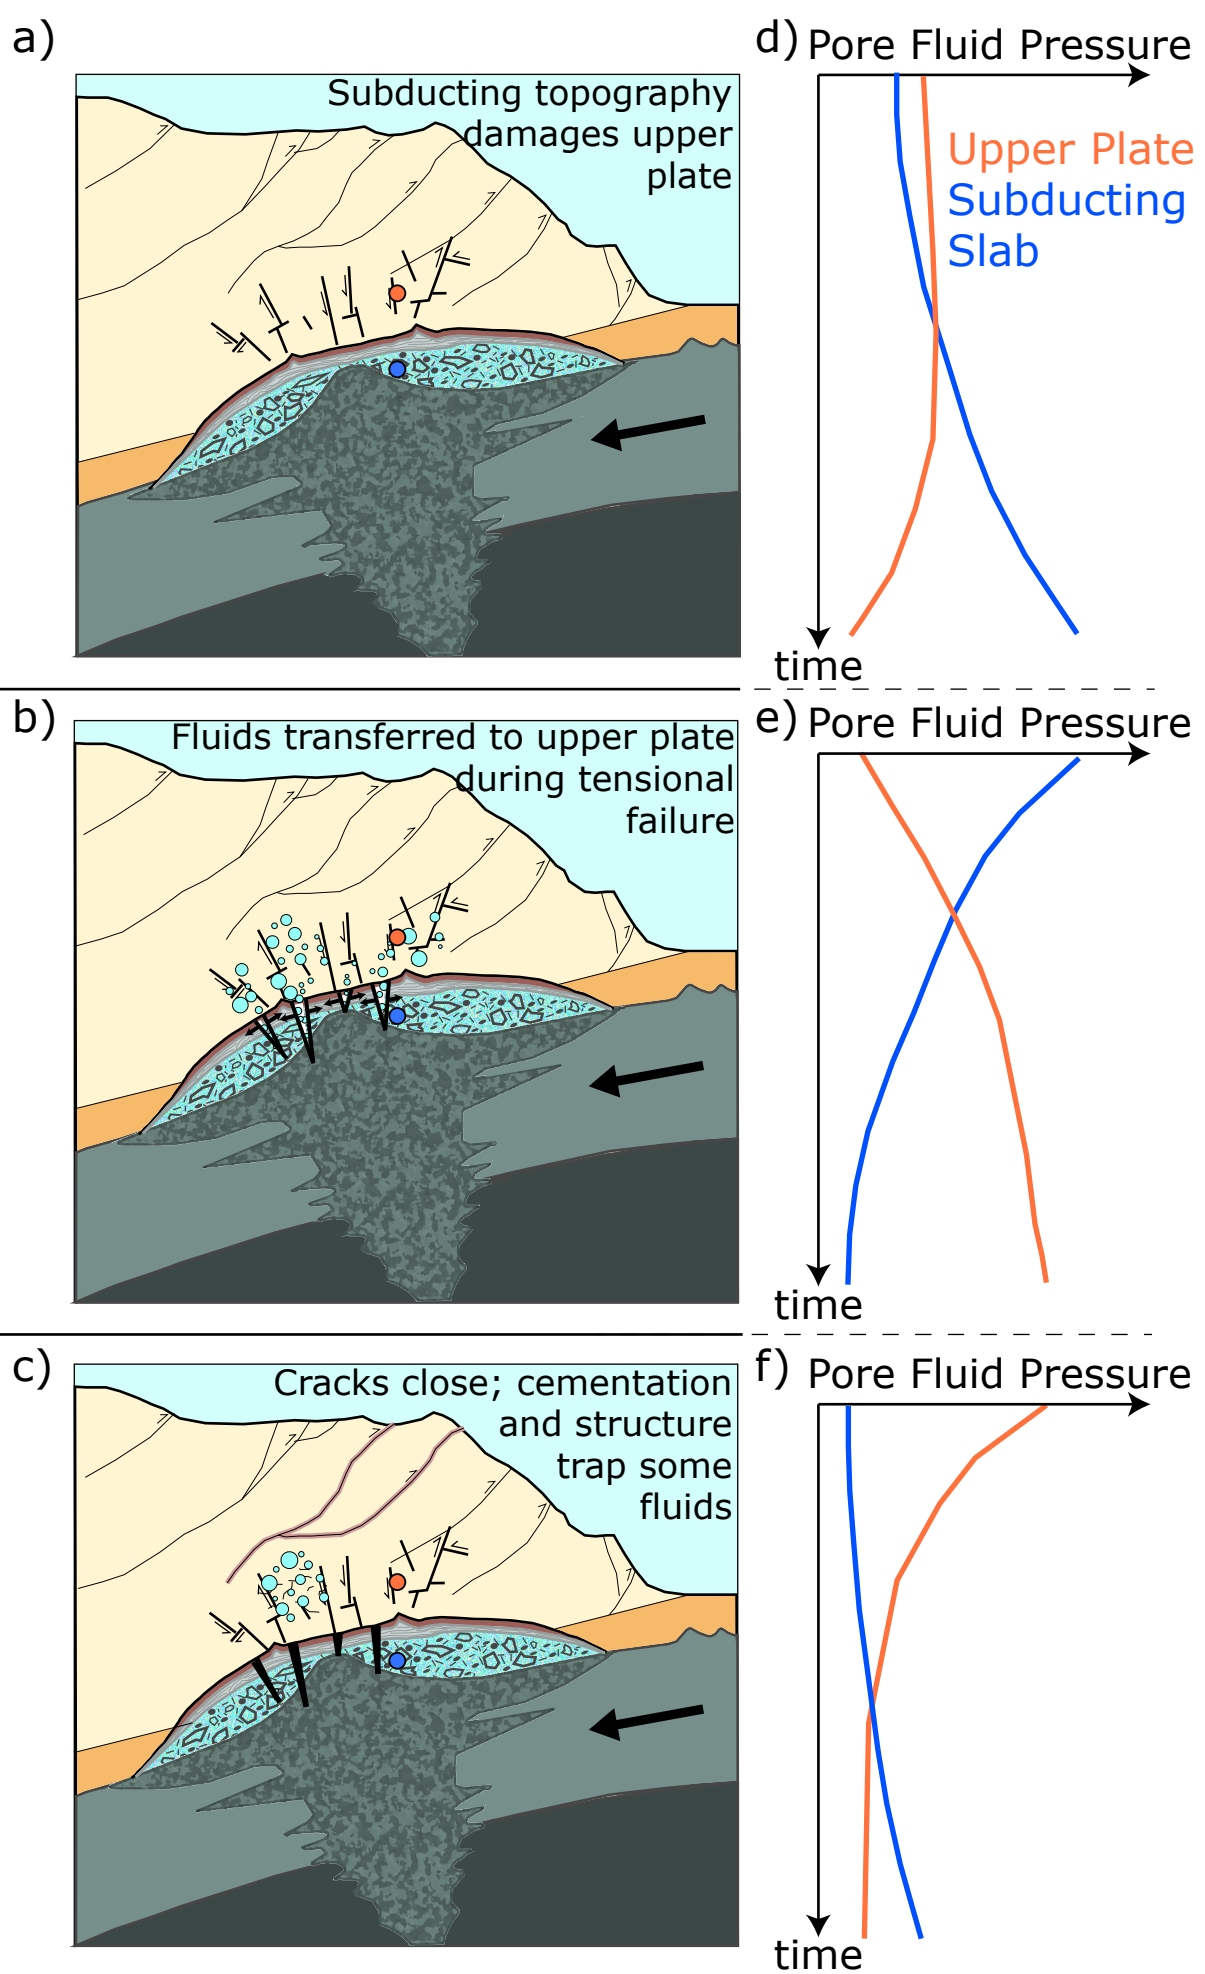 a)
Subducting topography
damages upper
plate
d)
Pore Fluid Pressure
Upper Plate
Subducting
Slab
time
b)
Fluids transferred to upper plate
during tensional
failure
e)
Pore Fluid Pressure
time
c)
Cracks close; cementation
and structure
trap some
fluids
f)
Pore Fluid Pressure
time